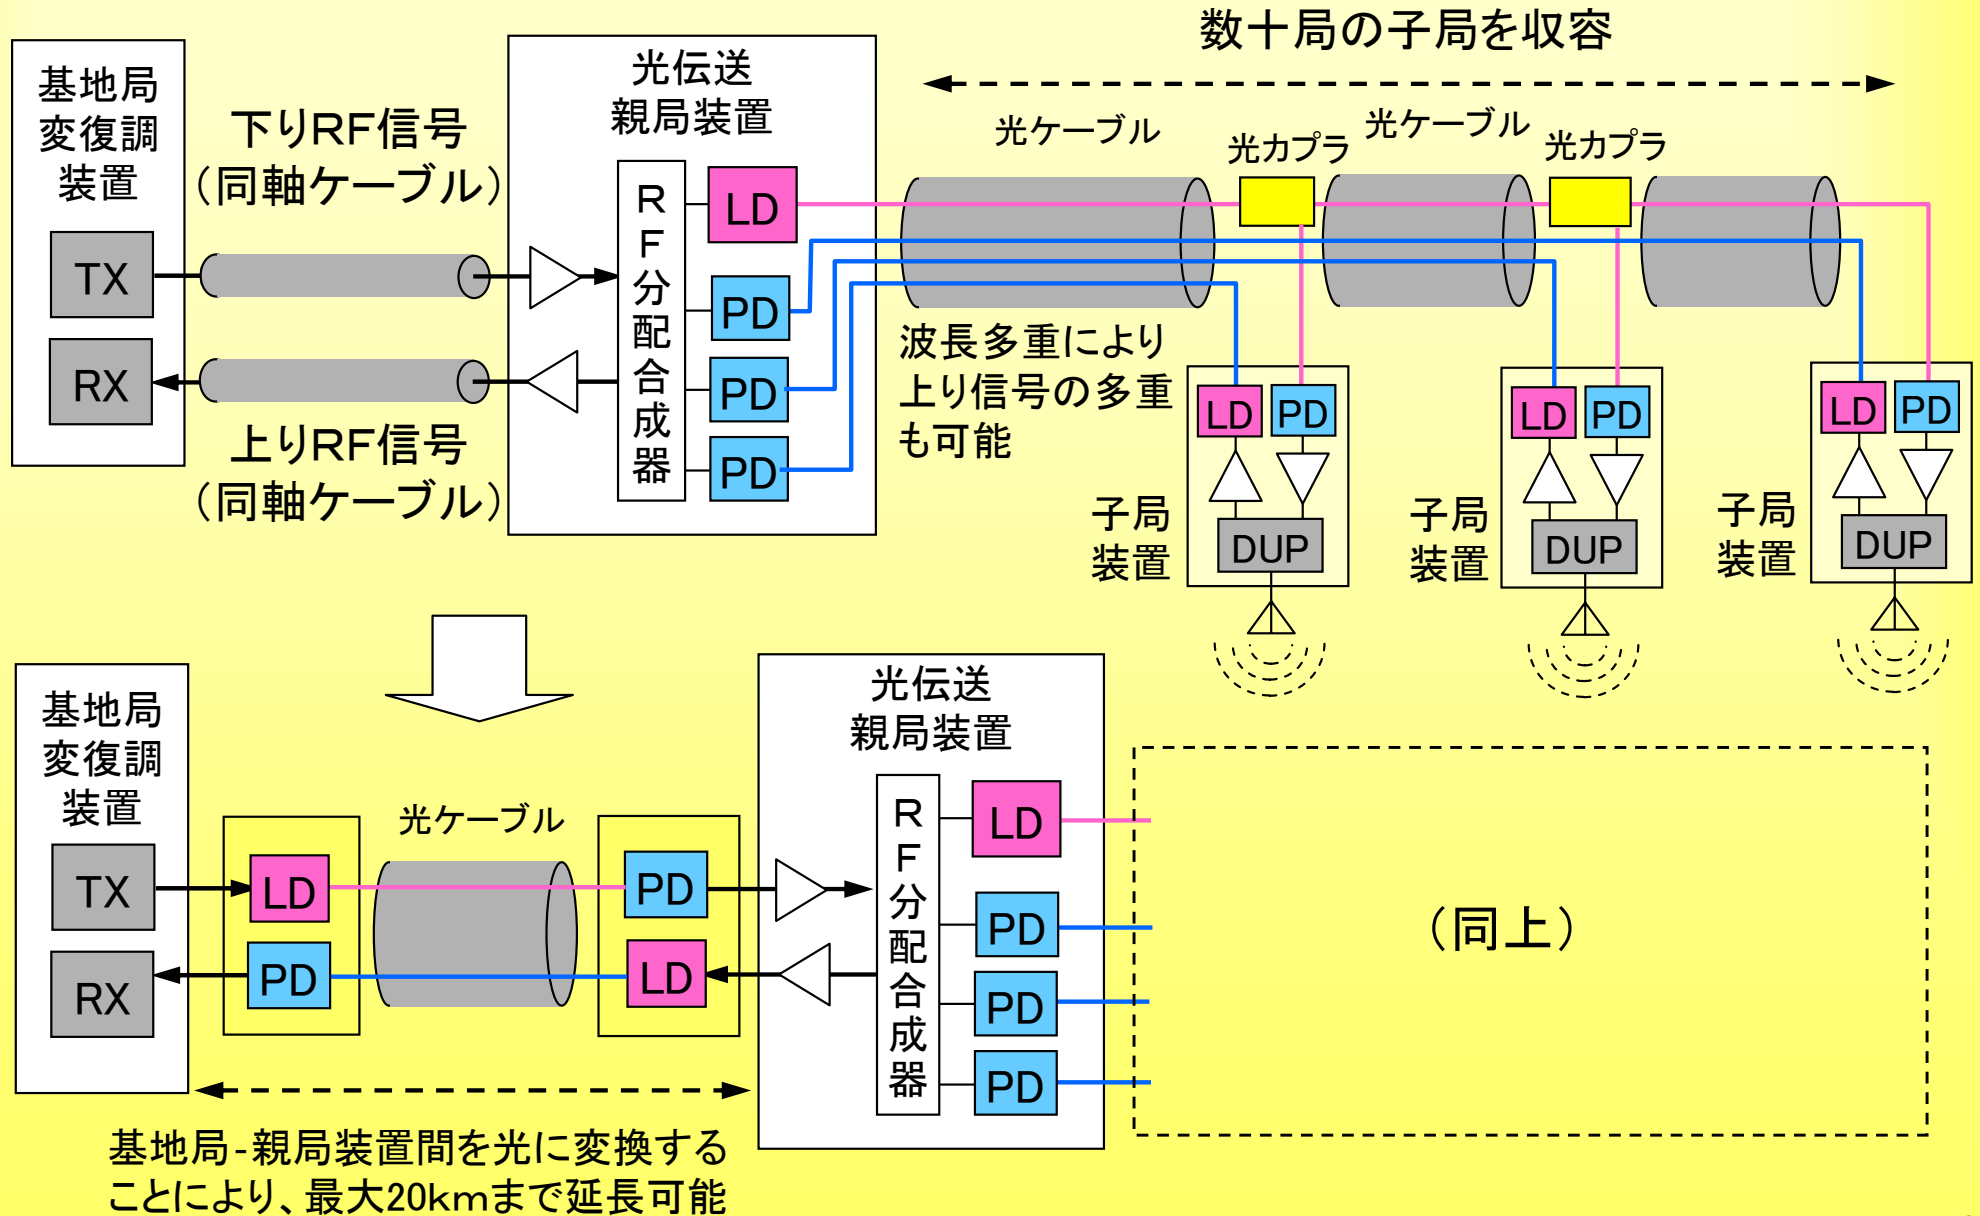 数十局の子局を収容
基地局
変復調
装置
TX
RX
下りRF信号
（同軸ケーブル）
上りRF信号
（同軸ケーブル）
光伝送
親局装置
RF分配合成器
LD
PD
PD
PD
光ケーブル
光カプラ
光ケーブル
光カプラ
波長多重により
上り信号の多重
も可能
子局
装置
LD
PD
DUP
子局
装置
LD
PD
DUP
子局
装置
LD
PD
DUP
基地局
変復調
装置
TX
RX
LD
PD
光ケーブル
PD
LD
光伝送
親局装置
RF分配合成器
LD
PD
PD
PD
（同上）
基地局-親局装置間を光に変換する
ことにより、最大20kmまで延長可能